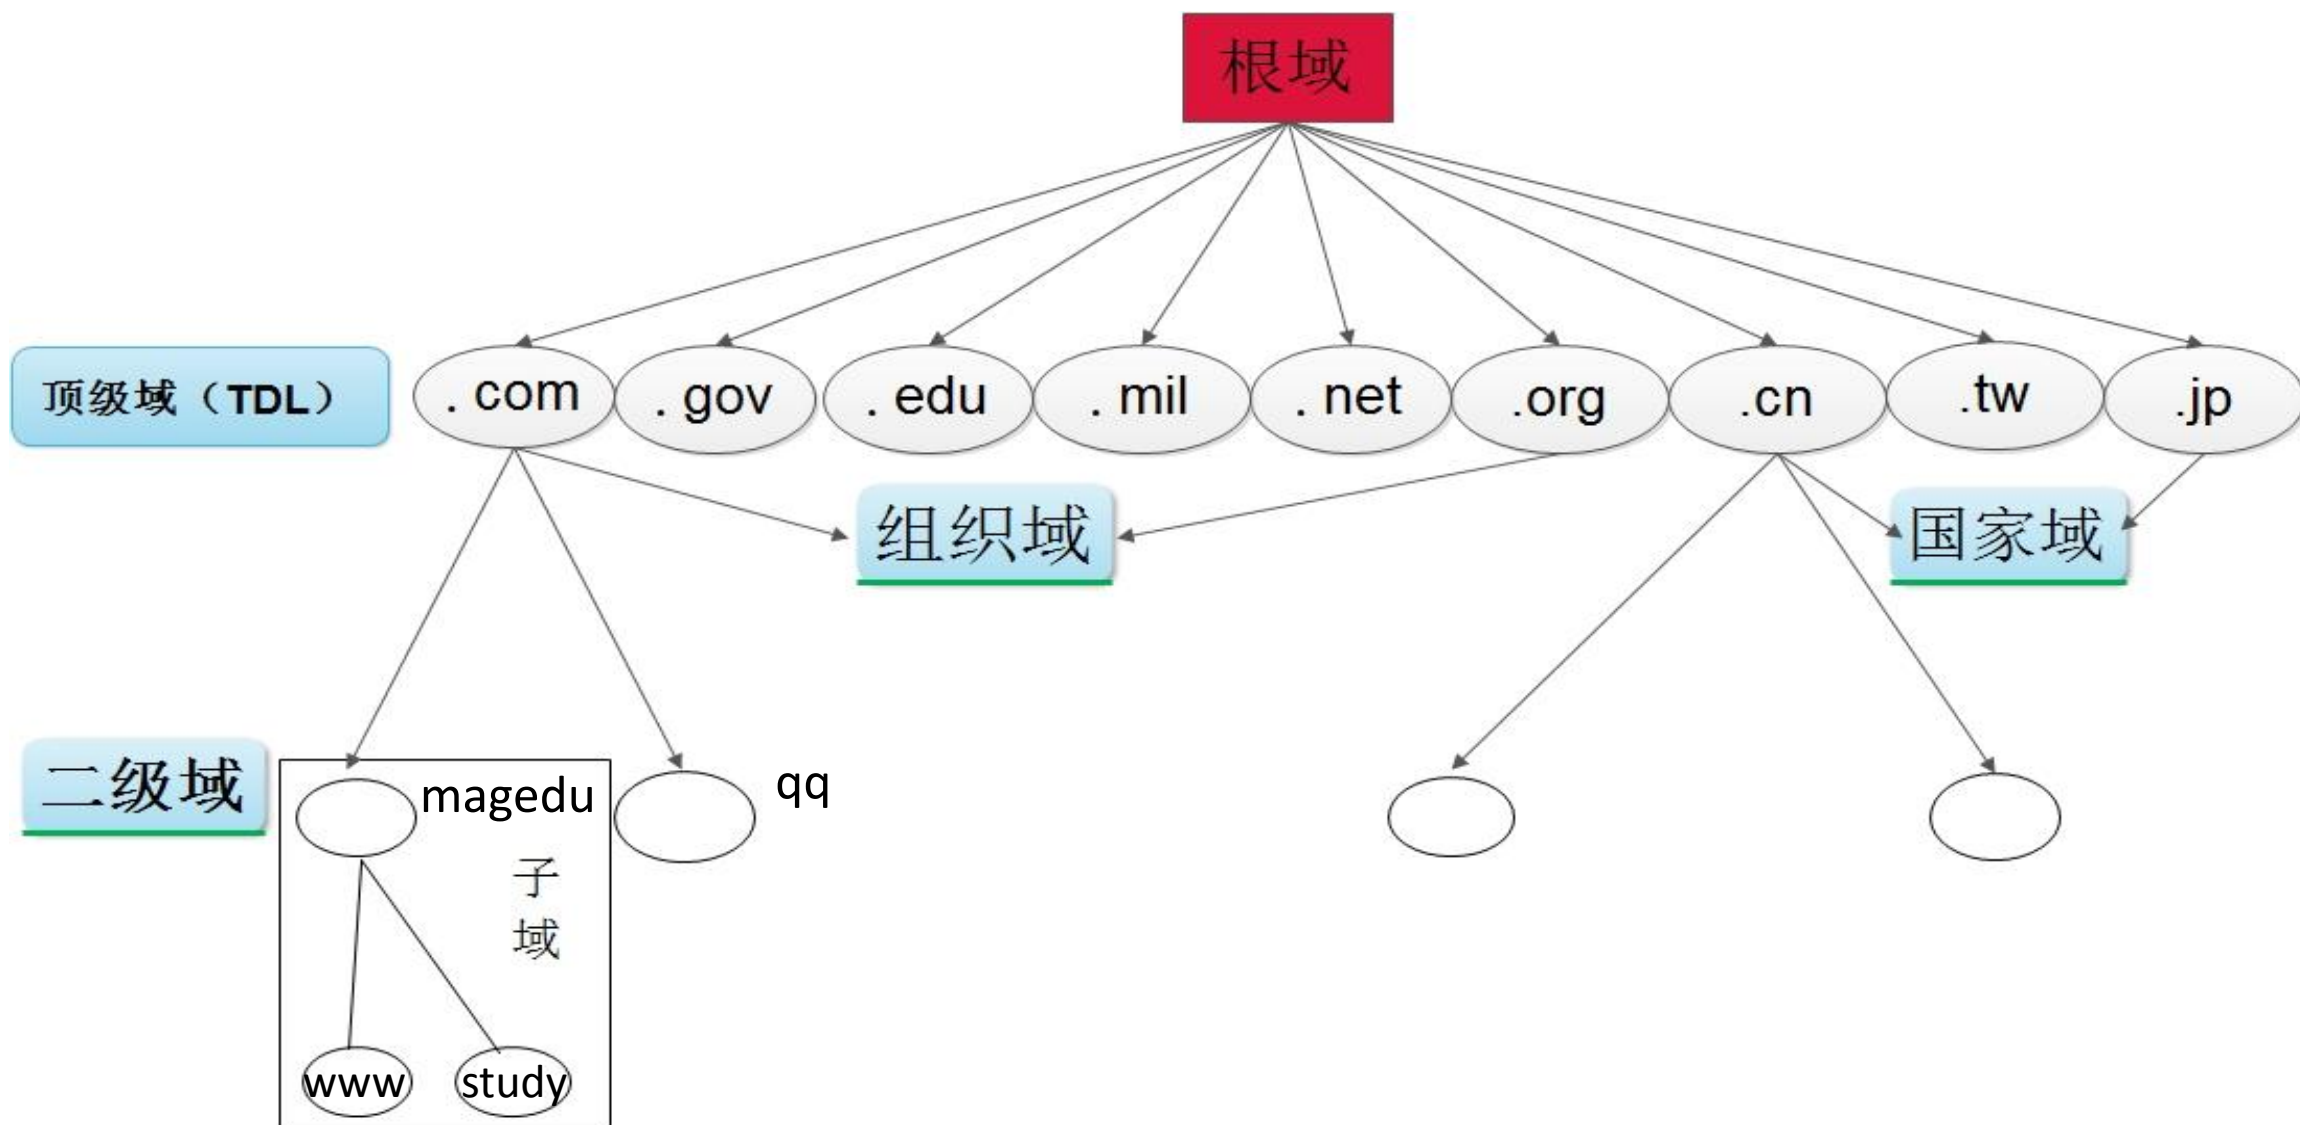 根域
顶级域（TDL）
. com
. gov
. edu
. mil
. net
.org
.cn
.tw
.jp
组织域
国家域
二级域
magedu
qq
子
域
www
study